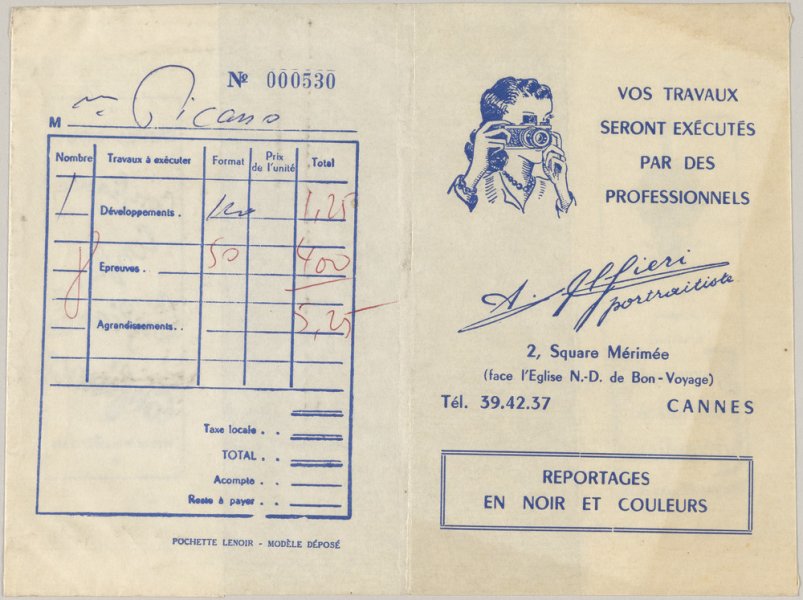 Nº 000530
M Mr. Picasso
Nombre Travaux à exécuter Format Prix de l'unité Total
1 Développements . 120 1,25
8 Epreuves . 50 400
5,25
Agrandissements . .
Taxe locale . .
TOTAL . .
Acompte . .
Reste à payer . .
POCHETTE LENOIR - MODÈLE DÉPOSÉ
VOS TRAVAUX
SERONT EXÉCUTÉS
PAR DES
PROFESSIONNELS
portraitiste
2, Square Mérimée
(face l'Eglise N.-D. de Bon-Voyage)
Tél. 39.42.37 CANNES
REPORTAGES
EN NOIR ET COULEURS